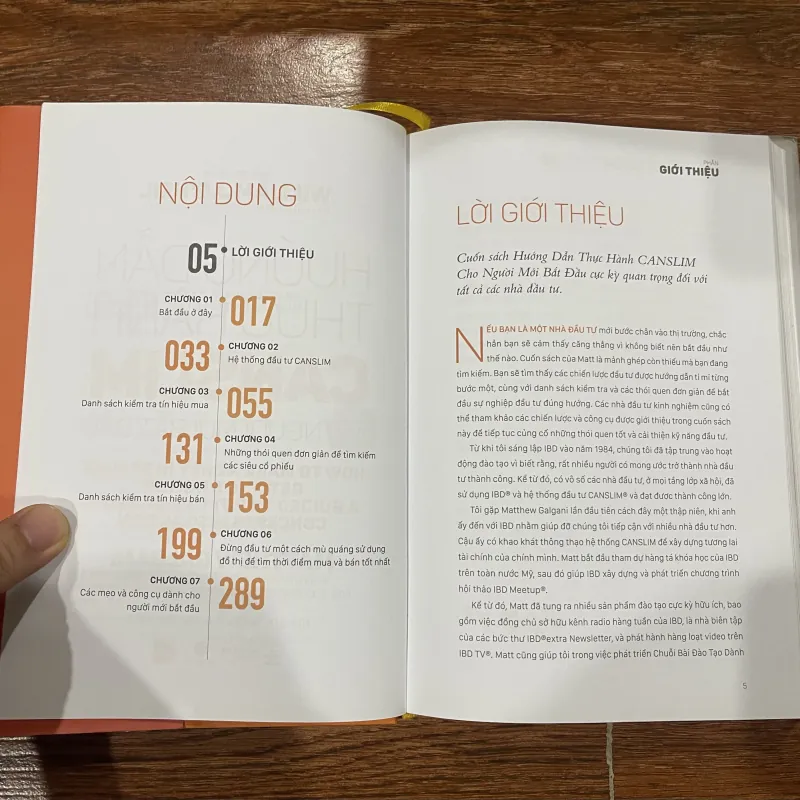 NỘI DUNG
05 LỜI GIỚI THIỆU
CHƯƠNG 01
Bắt đầu ở đây
017
033
CHƯƠNG 02
Hệ thống đầu tư CANSLIM
CHƯƠNG 03
Danh sách kiểm tra tín hiệu mua
055
131
CHƯƠNG 04
Những thói quen đơn giản để tìm kiếm
các siêu cổ phiếu
CHƯƠNG 05
Danh sách kiểm tra tín hiệu bán
153
199
CHƯƠNG 06
Đừng đầu tư một cách mù quáng sử dụng
đồ thị để tìm thời điểm mua và bán tốt nhất
CHƯƠNG 07
Các mẹo và công cụ dành cho
người mới bắt đầu
289
PHẦN
GIỚI THIỆU
LỜI GIỚI THIỆU
Cuốn sách Hướng Dẫn Thực Hành CANSLIM
Cho Người Mới Bắt Đầu cực kỳ quan trọng đối với
tất cả các nhà đầu tư.
NẾU BẠN LÀ MỘT NHÀ ĐẦU TƯ mới bước chân vào thị trường, chắc
hẳn bạn sẽ cảm thấy căng thẳng vì không biết nên bắt đầu như
thế nào. Cuốn sách của Matt là mảnh ghép còn thiếu mà bạn đang
tìm kiếm. Bạn sẽ tìm thấy các chiến lược đầu tư được hướng dẫn tỉ mỉ từng
bước một, cùng với danh sách kiểm tra và các thói quen đơn giản để bắt
đầu sự nghiệp đầu tư đúng hướng. Các nhà đầu tư kinh nghiệm cũng có
thể tham khảo các chiến lược và công cụ được giới thiệu trong cuốn sách
này để tiếp tục củng cố những thói quen tốt và cải thiện kỹ năng đầu tư.
Từ khi tôi sáng lập IBD vào năm 1984, chúng tôi đã tập trung vào hoạt
động đào tạo vì biết rằng, rất nhiều người có mong ước trở thành nhà đầu
tư thành công. Kể từ đó, có vô số các nhà đầu tư, ở mọi tầng lớp xã hội, đã
sử dụng IBD® và hệ thống đầu tư CANSLIM® và đạt được thành công lớn.
Tôi gặp Matthew Galgani lần đầu tiên cách đây một thập niên, khi anh
ấy đến với IBD nhằm giúp đỡ chúng tôi tiếp cận với nhiều nhà đầu tư hơn.
Cậu ấy có khao khát thông thạo hệ thống CANSLIM để xây dựng tương lai
tài chính của chính mình. Matt bắt đầu tham dự hàng tá khóa học của IBD
trên toàn nước Mỹ, sau đó giúp IBD xây dựng và phát triển chương trình
hội thảo IBD Meetup®.
Kể từ đó, Matt đã tung ra nhiều sản phẩm đào tạo cực kỳ hữu ích, bao
gồm việc đồng chủ sở hữu kênh radio hàng tuần của IBD, là nhà biên tập
của các bức thư IBD®extra Newsletter, và phát hành hàng loạt video trên
IBD TV®. Matt cũng giúp tôi trong việc phát triển Chuỗi Bài Đào Tạo Dành
5